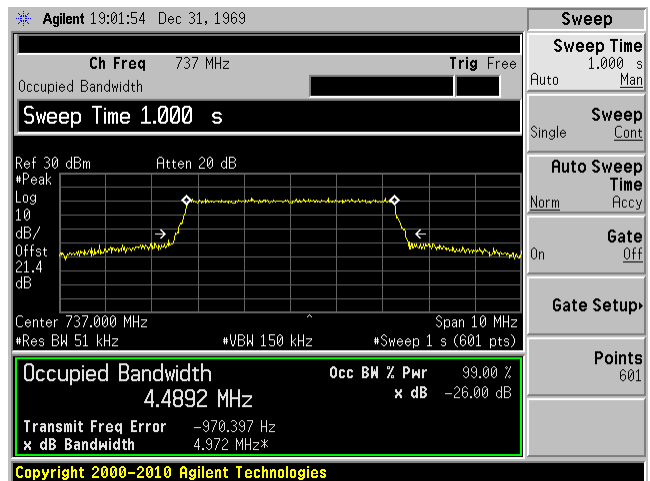 Agilent 19:01:54 Dec 31, 1969
Sweep
Ch Freq 737 MHz Trig Free
Occupied Bandwidth
Sweep Time 1.000 s
Ref 30 dBm Atten 20 dB
#Peak
Log
10
dB/
Offst
21.4
dB
Center 737.000 MHz Span 10 MHz
#Res BW 51 kHz #VBW 150 kHz #Sweep 1 s (601 pts)
Occupied Bandwidth Occ BW % Pwr 99.00 %
4.4892 MHz x dB -26.00 dB
Transmit Freq Error -970.397 Hz
x dB Bandwidth 4.972 MHz*
Copyright 2000-2010 Agilent Technologies
Sweep Time
1.000 s
Auto Man
Sweep
Single Cont
Auto Sweep
Time
Norm Accy
Gate
On Off
Gate Setup
Points
601